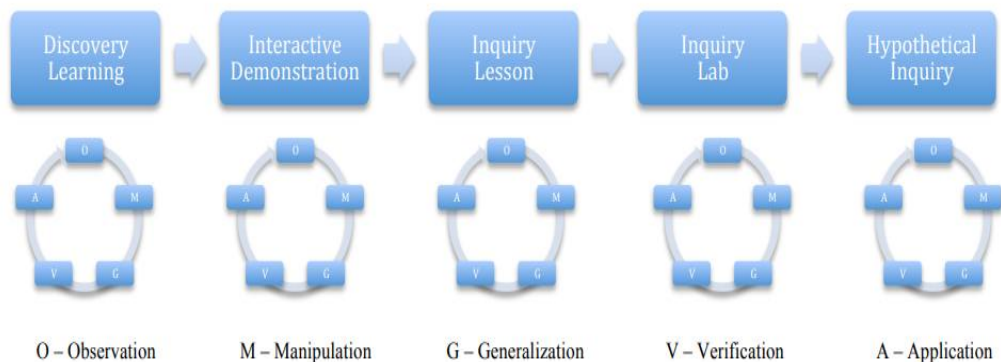 Discovery
Learning
Interactive
Demonstration
Inquiry
Lesson
Inquiry
Lab
Hypothetical
Inquiry
O
A
M
V
G
O
A
M
V
G
O
A
M
V
G
O
A
M
V
G
O
A
M
V
G
O – Observation
M – Manipulation
G – Generalization
V – Verification
A – Application